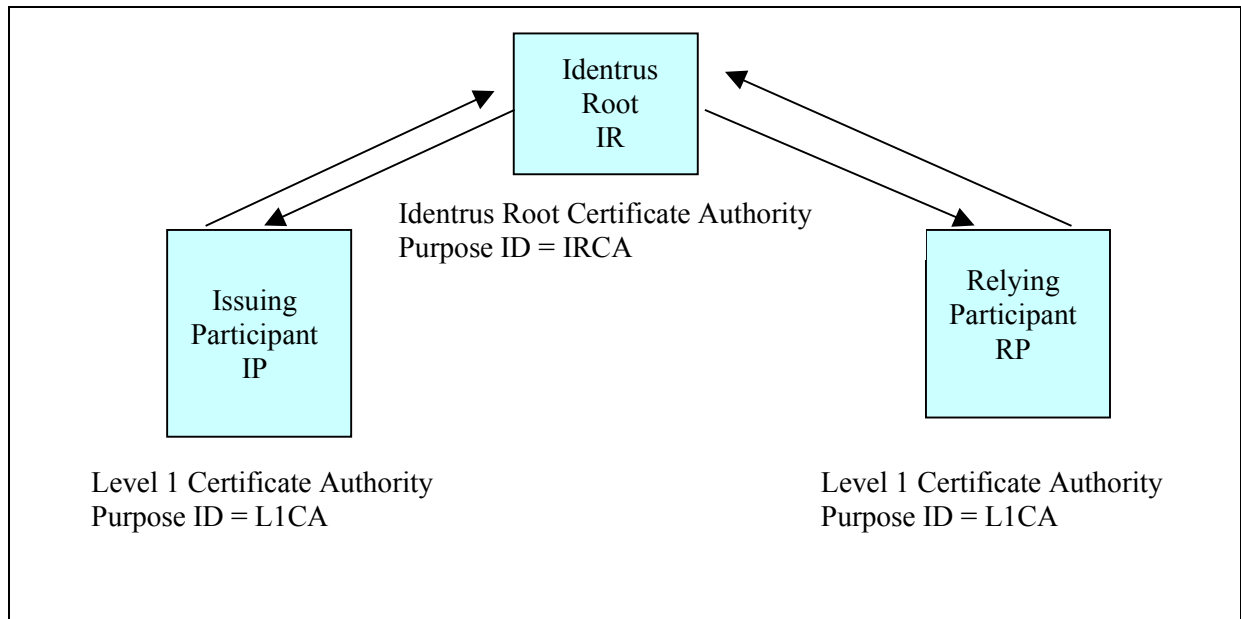 Identrus
Root
IR
Identrus Root Certificate Authority
Purpose ID = IRCA
Issuing
Participant
IP
Relying
Participant
RP
Level 1 Certificate Authority
Purpose ID = L1CA
Level 1 Certificate Authority
Purpose ID = L1CA